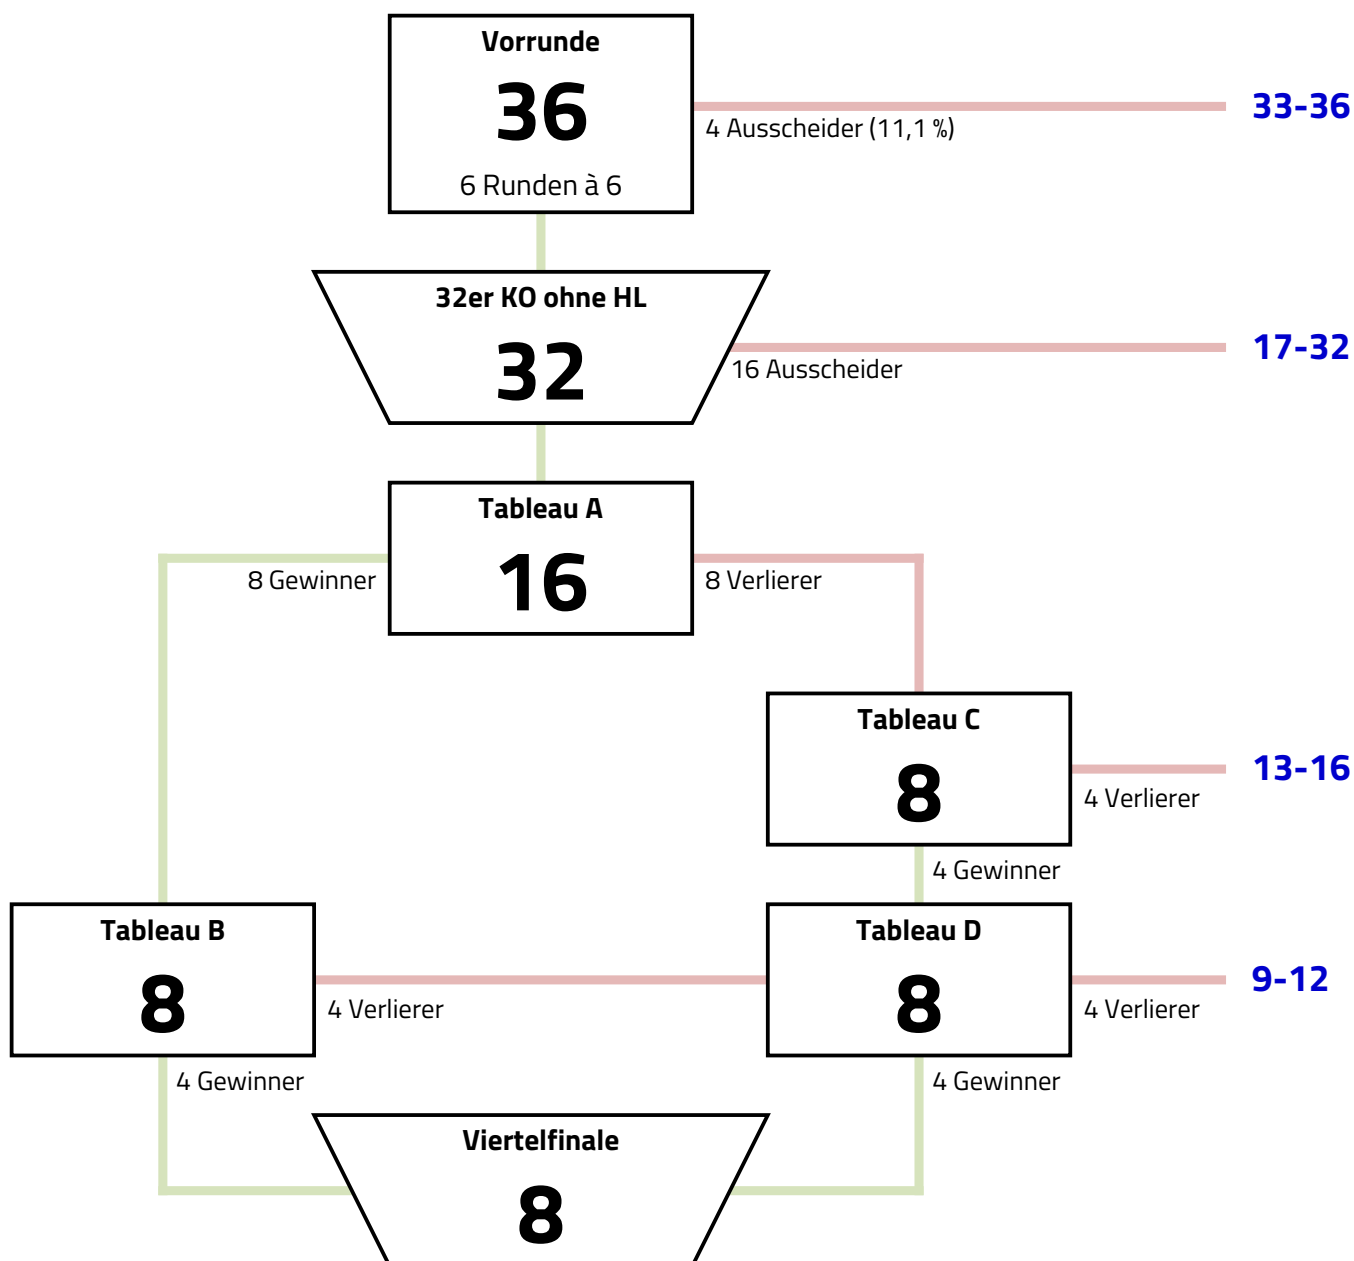 Vorrunde
36
6 Runden à 6
4 Ausscheider (11,1 %)
33-36
32er KO ohne HL
32
16 Ausscheider
17-32
Tableau A
16
8 Gewinner
8 Verlierer
Tableau C
8
4 Verlierer
13-16
4 Gewinner
Tableau B
8
4 Verlierer
4 Gewinner
Tableau D
8
4 Verlierer
9-12
4 Gewinner
Viertelfinale
8